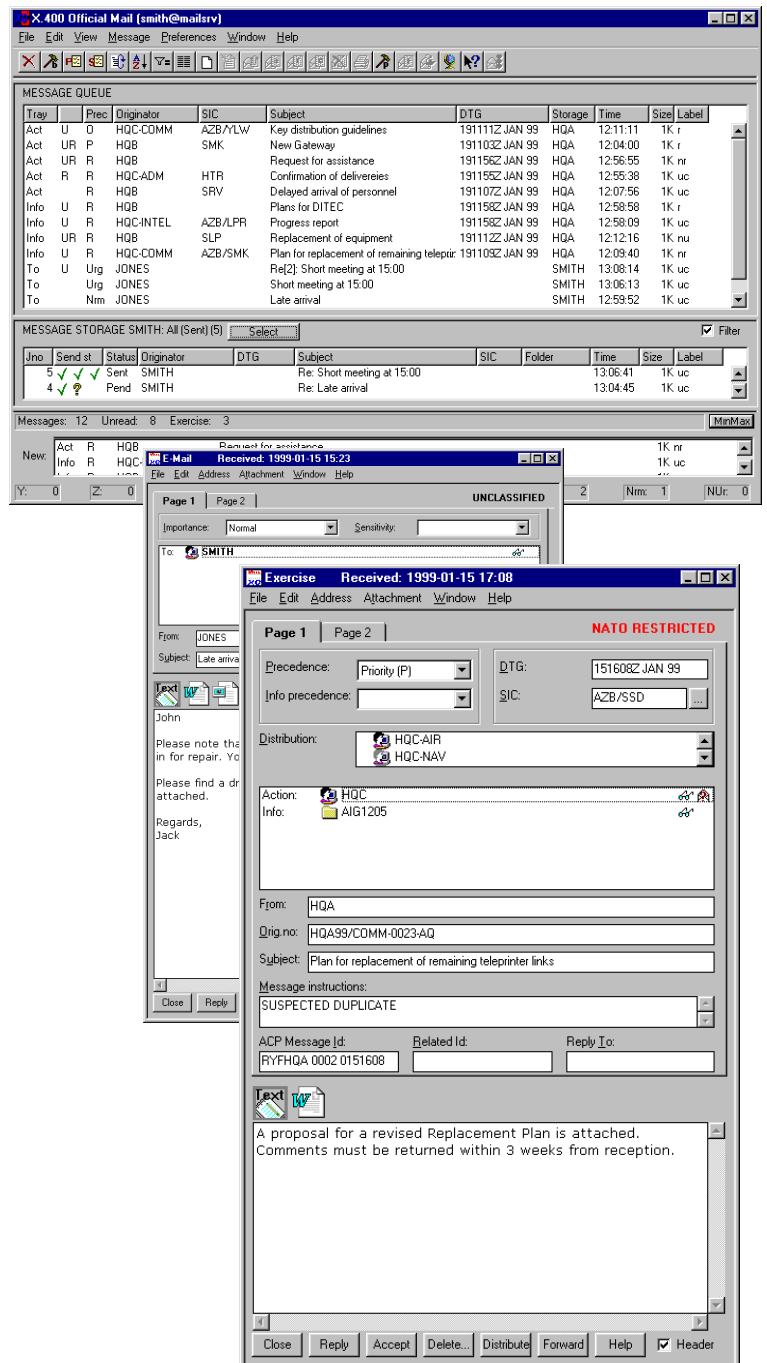 X.400 Official Mail (smith@mailsrv)
File Edit View Message Preferences Window Help
MESSAGE QUEUE
Tray Prec Originator SIC Subject DTG Storage Time Size Label
Act U O HQC-COMM AZB/YLW Key distribution guidelines 191111Z JAN 99 HQA 12:11:11 1K r
Act UR P HQB SMK New Gateway 191103Z JAN 99 HQA 12:04:00 1K r
Act UR R HQB Request for assistance 191156Z JAN 99 HQA 12:56:55 1K nr
Act R R HQC-ADM HTR Confirmation of delivereies 191155Z JAN 99 HQA 12:55:38 1K uc
Act R HQB SRV Delayed arrival of personnel 191107Z JAN 99 HQA 12:07:56 1K uc
Info U R HQB Plans for DITEC 191158Z JAN 99 HQA 12:58:58 1K r
Info U R HQC-INTEL AZB/LPR Progress report 191158Z JAN 99 HQA 12:58:09 1K uc
Info UR R HQB SLP Replacement of equipment 191112Z JAN 99 HQA 12:12:16 1K nu
Info U R HQC-COMM AZB/SMK Plan for replacement of remaining teleprir 191109Z JAN 99 HQA 12:09:40 1K nr
To U Urg JONES Re[2]: Short meeting at 15:00 SMITH 13:08:14 1K uc
To Urg JONES Short meeting at 15:00 SMITH 13:06:13 1K uc
To Nrm JONES Late arrival SMITH 12:59:52 1K uc
MESSAGE STORAGE SMITH: All (Sent) (5) Select Filter
Jno Send st Status Originator DTG Subject SIC Folder Time Size Label
5 Sent SMITH Re: Short meeting at 15:00 13:06:41 1K uc
4 ? Pend SMITH Re: Late arrival 13:04:45 1K uc
Messages: 12 Unread: 8 Exercise: 3 MinMax
New: Act R HQB Request for assistance 1K nr
Info R HQC- 1K uc
Y: 0 Z: 0 2 Nrm: 1 NUr: 0
E-Mail Received: 1999-01-15 15:23
File Edit Address Attachment Window Help
Page 1 Page 2 UNCLASSIFIED
Importance: Normal Sensitivity:
To: SMITH
From: JONES
Subject: Late arriva
Text W
John
Please note tha
in for repair. Yo
Please find a dr
attached.
Regards,
Jack
Close Reply
Exercise Received: 1999-01-15 17:08
File Edit Address Attachment Window Help
Page 1 Page 2 NATO RESTRICTED
Precedence: Priority (P) DTG: 151608Z JAN 99
Info precedence: SIC: AZB/SSD ...
Distribution: HQC-AIR
HQC-NAV
Action: HQC
Info: AIG1205
From: HQA
Orig.no: HQA99/COMM-0023-AQ
Subject: Plan for replacement of remaining teleprinter links
Message instructions:
SUSPECTED DUPLICATE
ACP Message Id: Related Id: Reply To:
RYFHQA 0002 0151608
Text W
A proposal for a revised Replacement Plan is attached.
Comments must be returned within 3 weeks from reception.
Close Reply Accept Delete... Distribute Forward Help Header